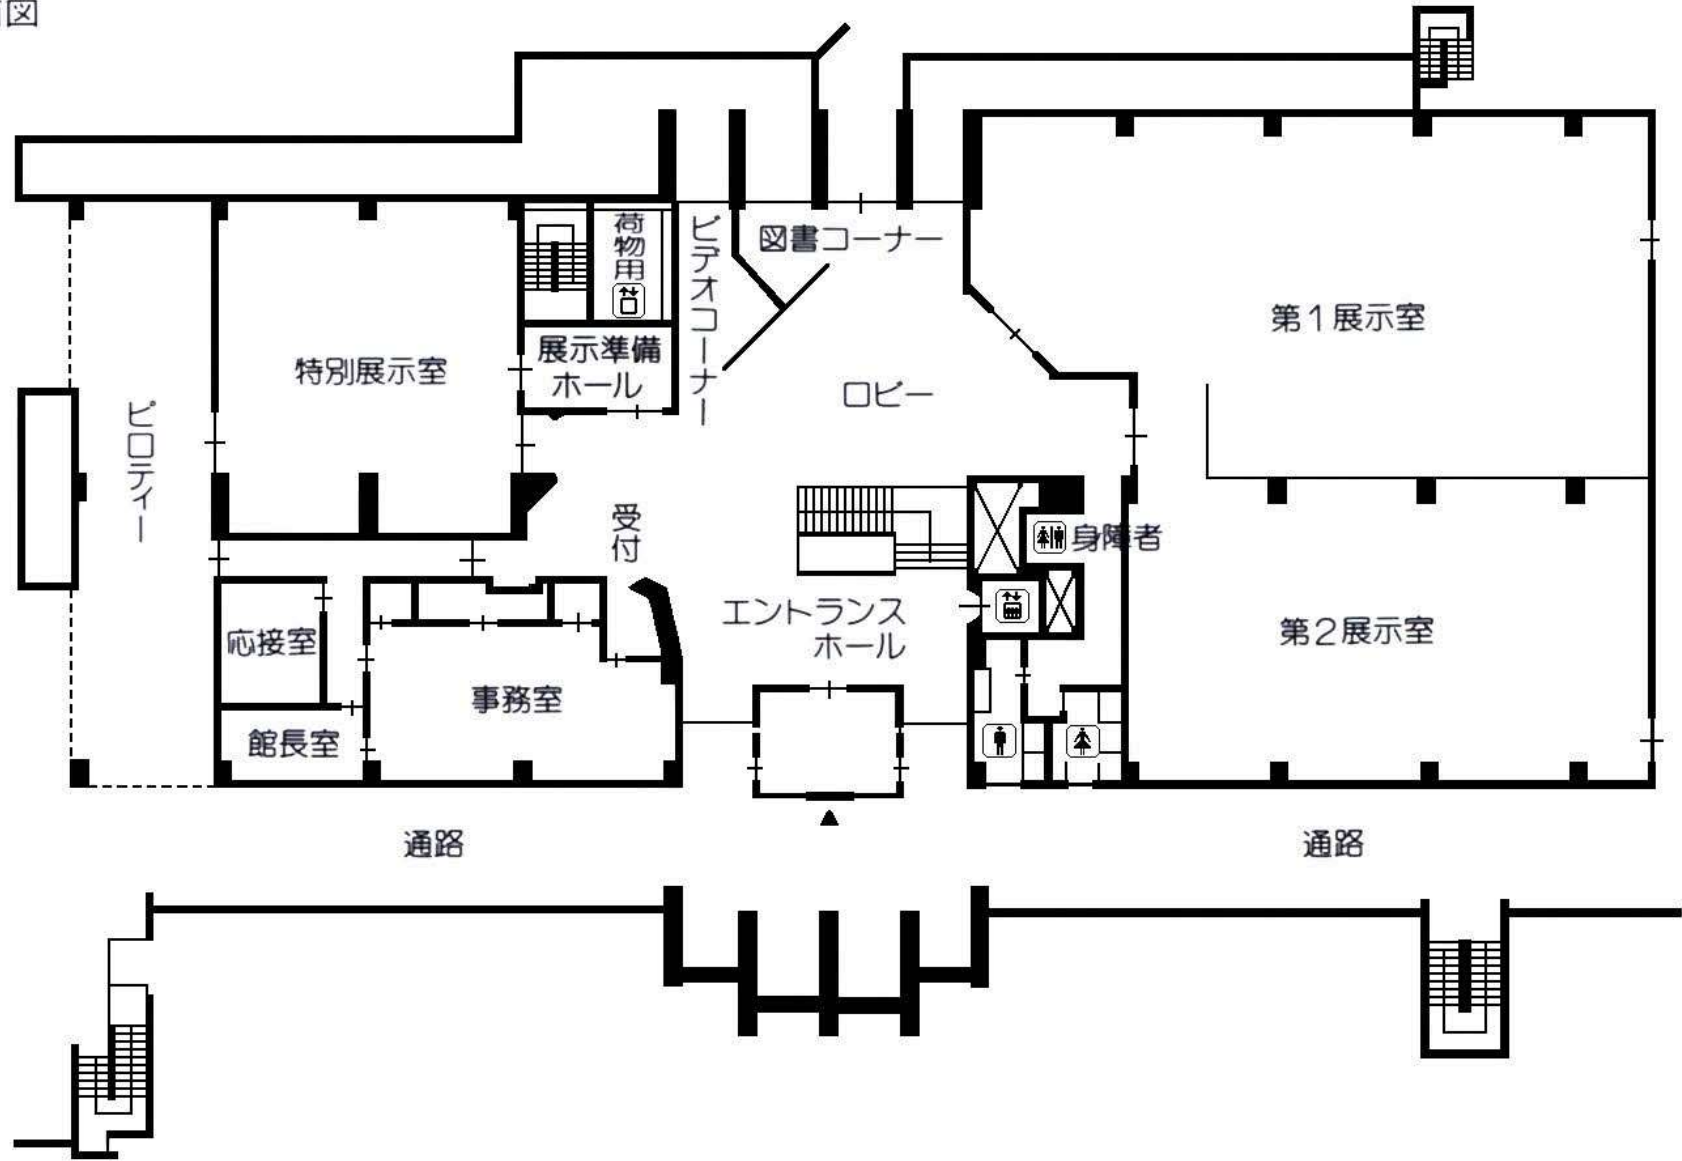 図
荷物用
ビデオコーナー
図書コーナー
第1展示室
展示準備
ホール
特別展示室
ロビー
ピロティー
受付
身障者
エントランス
ホール
第2展示室
応接室
事務室
館長室
通路
通路